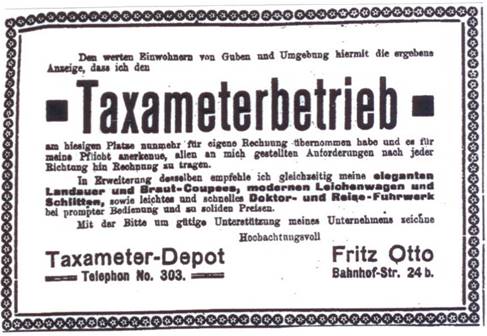 Den werten Einwohnern von Guben und Umgebung hiermit die ergebene
Anzeige, dass ich den
Taxameterbetrieb
am hiesigen Platze nunmehr für eigene Rechnung übernommen habe und es für
meine Pflicht anerkenne, allen an mich gestellten Anforderungen nach jeder
Richtung hin Rechnung zu tragen.
In Erweiterung desselben empfehle ich gleichzeitig meine eleganten
Landauer und Braut-Coupees, modernen Leichenwagen und
Schlitten, sowie leichtes und schnelles Doktor- und Reise-Fuhrwerk
bei prompter Bedienung und zu soliden Preisen.
Mit der Bitte um gütige Unterstützung meines Unternehmens zeichne
Hochachtungsvoll
Taxameter-Depot Fritz Otto
Telephon No. 303. Bahnhof-Str. 24 b.